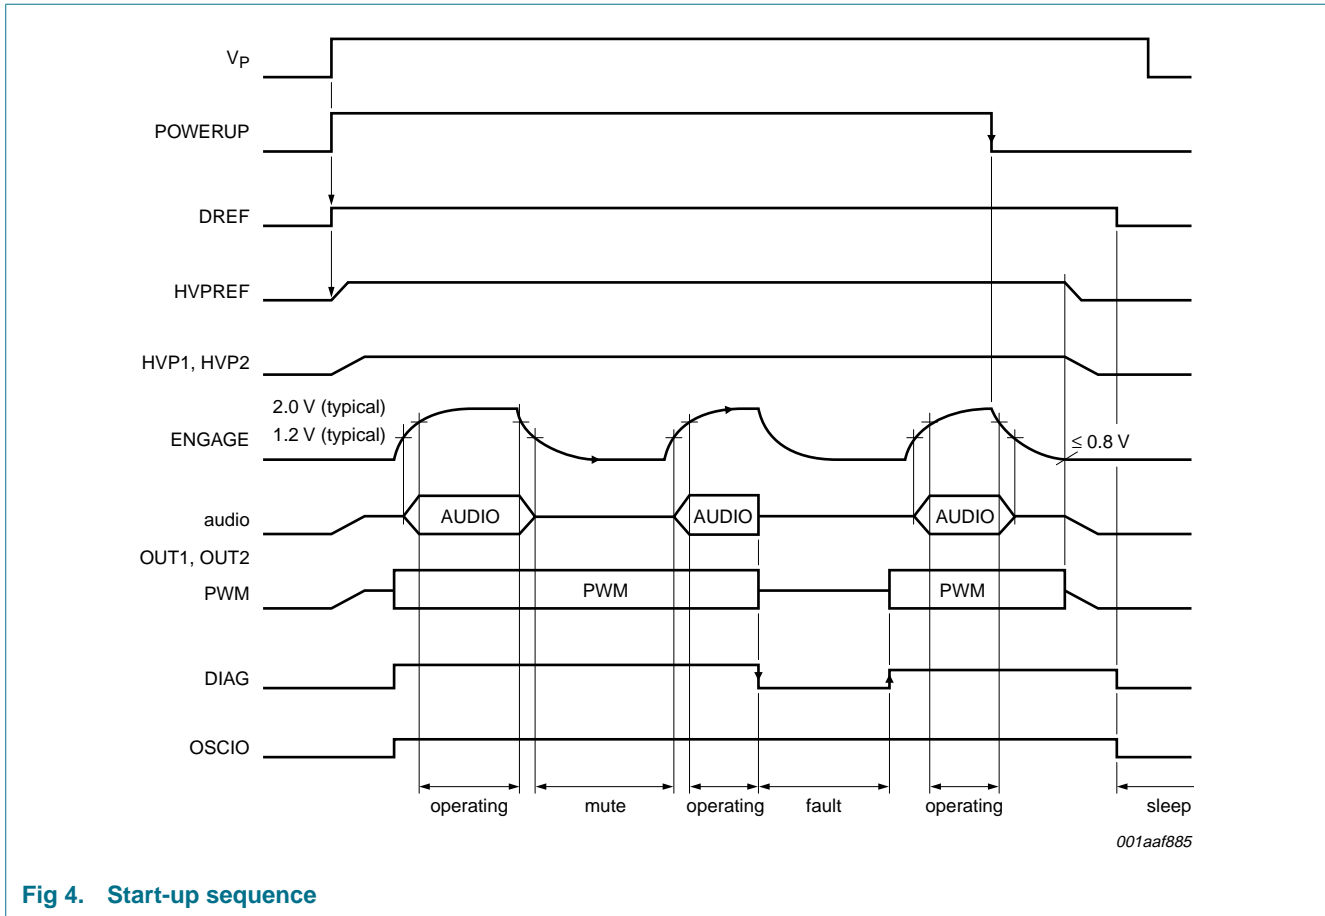 VP
POWERUP
DREF
HVPREF
HVP1, HVP2
2.0 V (typical)
1.2 V (typical)
ENGAGE
≤ 0.8 V
audio
AUDIO
AUDIO
AUDIO
OUT1, OUT2
PWM
PWM
PWM
DIAG
OSCIO
operating
mute
operating
fault
operating
sleep
001aaf885
Fig 4. Start-up sequence